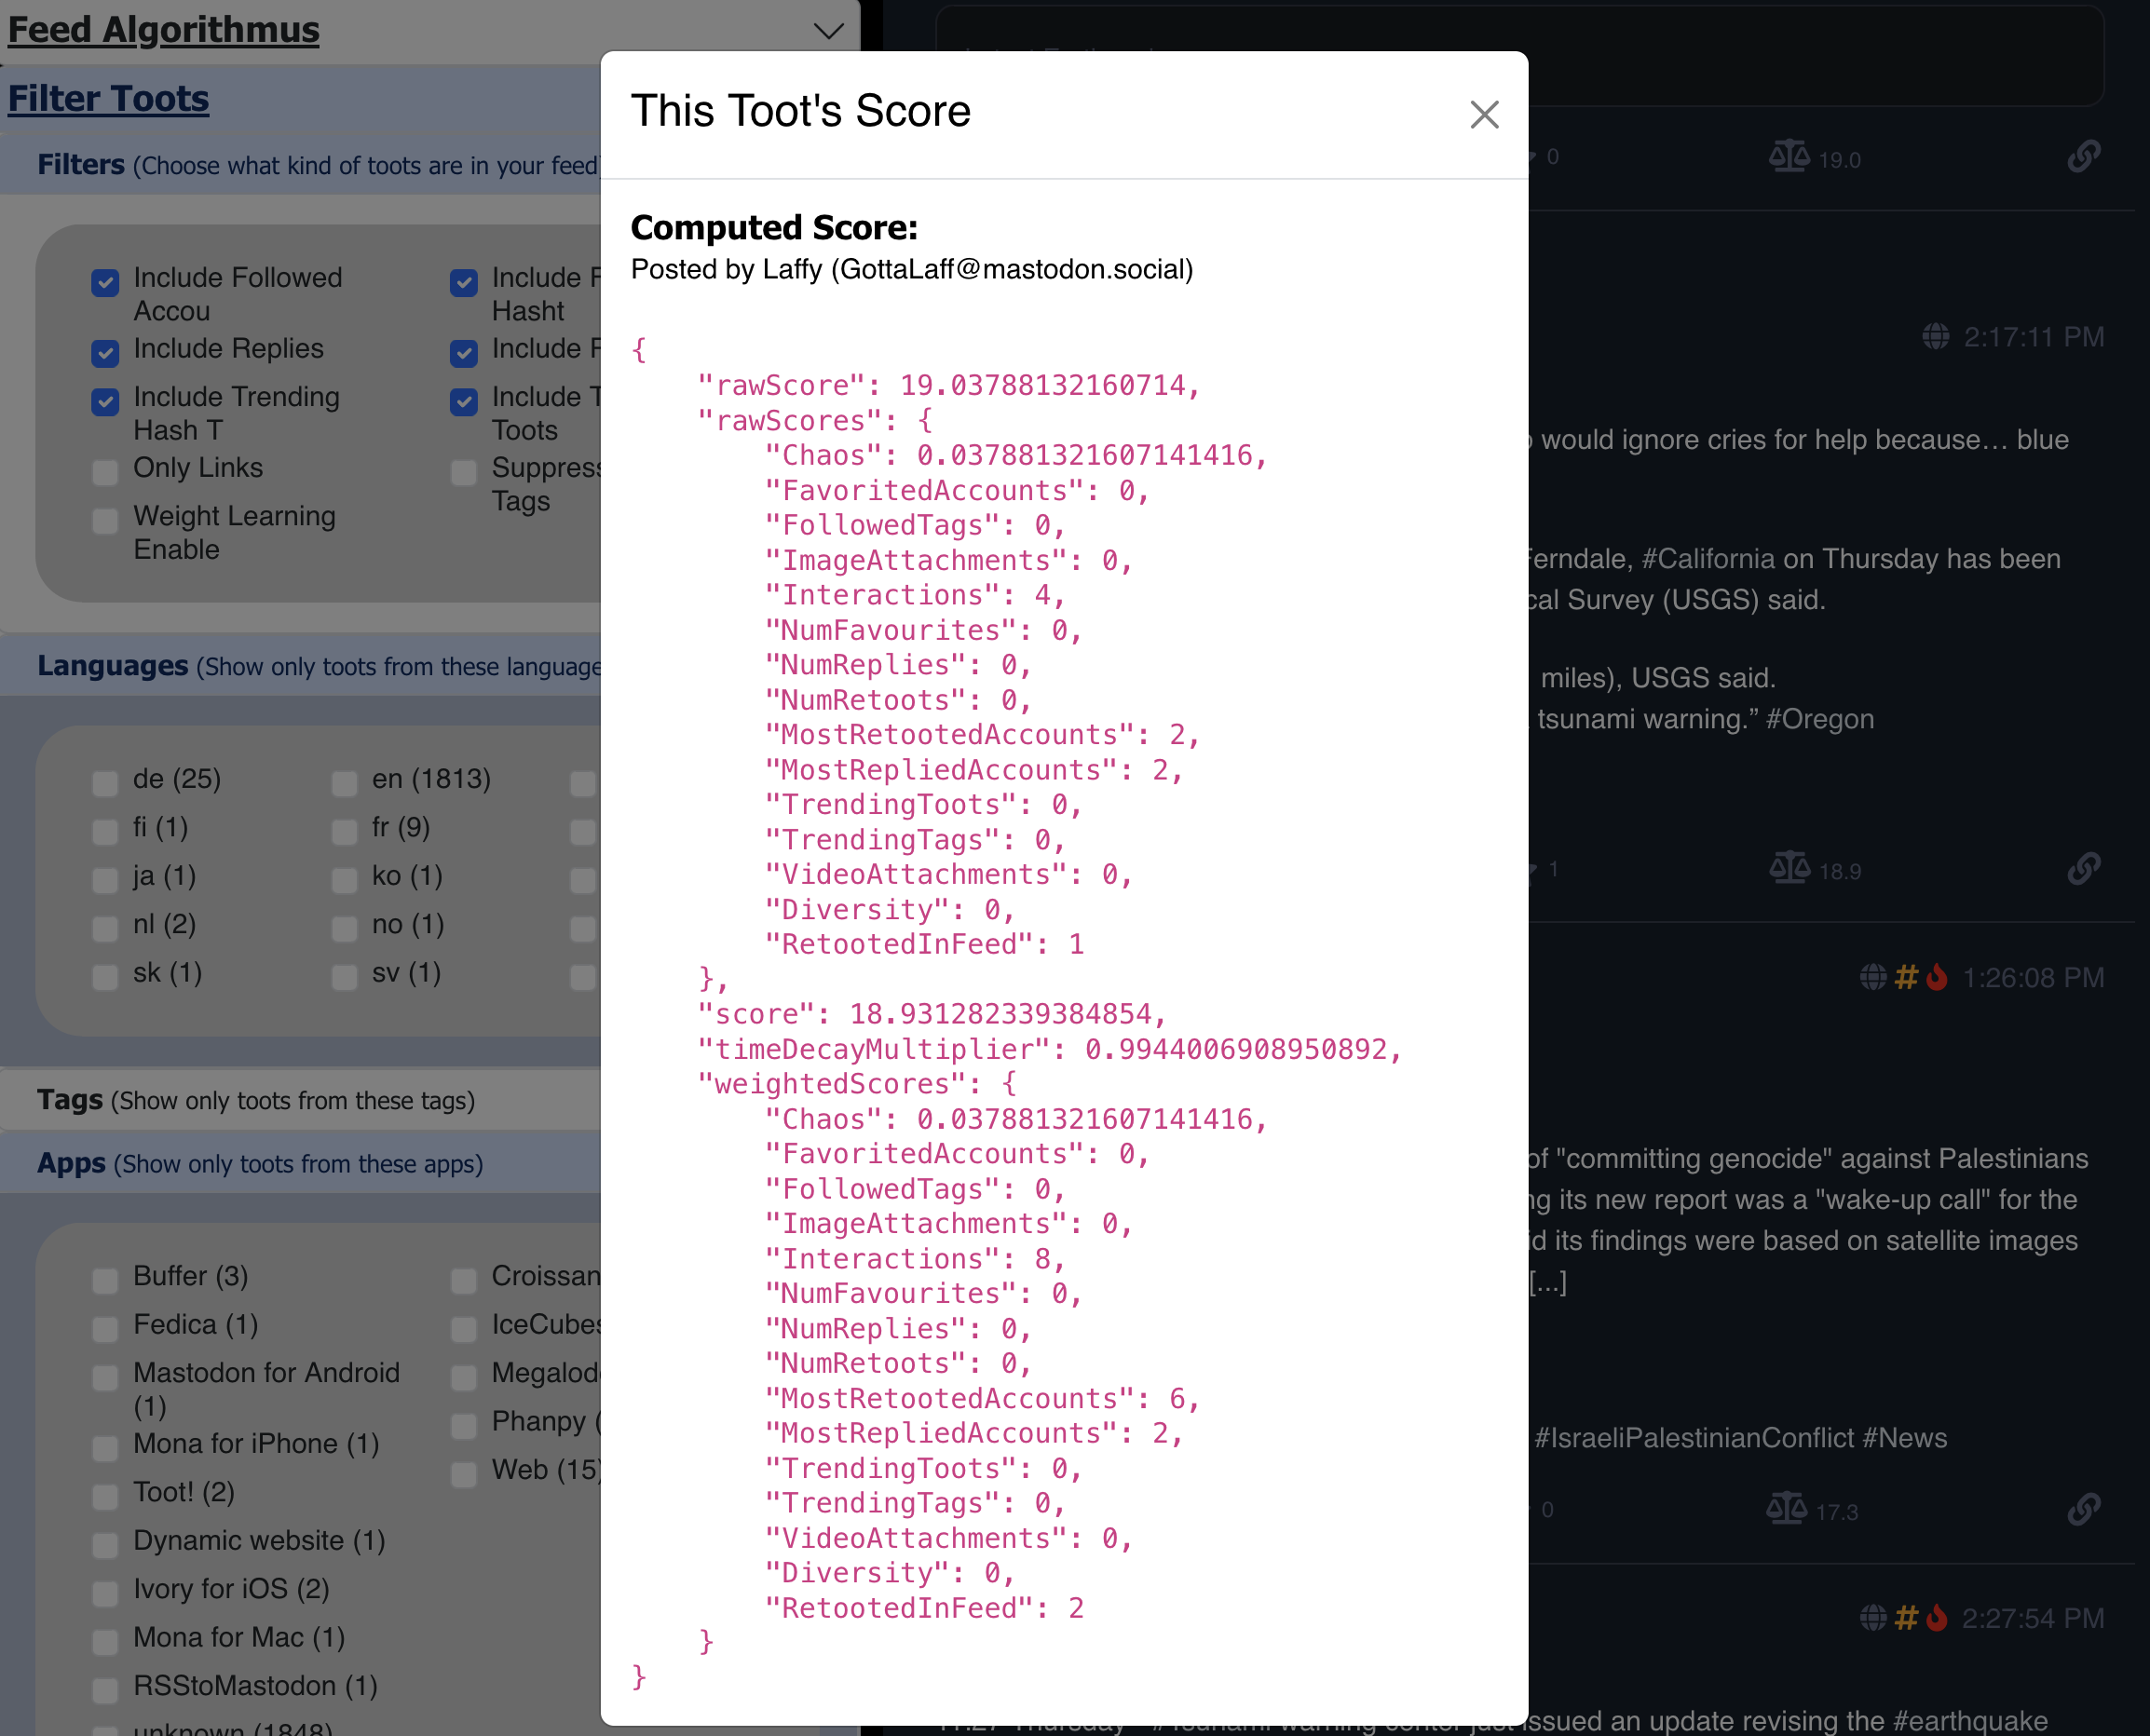 Feed Algorithmus
Filter Toots
Filters (Choose what kind of toots are in your feed)
Include Followed
Accou
Include
Hasht
Include Replies
Include
Include Trending
Hash T
Include
Toots
Only Links
Suppress
Tags
Weight Learning
Enable
Languages (Show only toots from these language
de (25)
en (1813)
fi (1)
fr (9)
ja (1)
ko (1)
nl (2)
no (1)
sk (1)
sv (1)
Tags (Show only toots from these tags)
Apps (Show only toots from these apps)
Buffer (3)
Croissan
Fedica (1)
IceCubes
Mastodon for Android
(1)
Megalod
Mona for iPhone (1)
Phanpy (
Toot! (2)
Web (15)
Dynamic website (1)
Ivory for iOS (2)
Mona for Mac (1)
RSStoMastodon (1)
unknown (1848)
This Toot's Score
Computed Score:
Posted by Laffy (GottaLaff@mastodon.social)
{
"rawScore": 19.03788132160714,
"rawScores": {
"Chaos": 0.037881321607141416,
"FavoritedAccounts": 0,
"FollowedTags": 0,
"ImageAttachments": 0,
"Interactions": 4,
"NumFavourites": 0,
"NumReplies": 0,
"NumRetoots": 0,
"MostRetootedAccounts": 2,
"MostRepliedAccounts": 2,
"TrendingToots": 0,
"TrendingTags": 0,
"VideoAttachments": 0,
"Diversity": 0,
"RetootedInFeed": 1
},
"score": 18.931282339384854,
"timeDecayMultiplier": 0.9944006908950892,
"weightedScores": {
"Chaos": 0.037881321607141416,
"FavoritedAccounts": 0,
"FollowedTags": 0,
"ImageAttachments": 0,
"Interactions": 8,
"NumFavourites": 0,
"NumReplies": 0,
"NumRetoots": 0,
"MostRetootedAccounts": 6,
"MostRepliedAccounts": 2,
"TrendingToots": 0,
"TrendingTags": 0,
"VideoAttachments": 0,
"Diversity": 0,
"RetootedInFeed": 2
}
}
0
19.0
2:17:11 PM
would ignore cries for help because… blue
Ferndale, #California on Thursday has been
cal Survey (USGS) said.
miles), USGS said.
tsunami warning.” #Oregon
1
18.9
# 1:26:08 PM
of "committing genocide" against Palestinians
ng its new report was a "wake-up call" for the
id its findings were based on satellite images
[...]
#IsraeliPalestinianConflict #News
0
17.3
# 2:27:54 PM
11:27 Thursday - #Tsunami warning center just issued an update revising the #earthquake